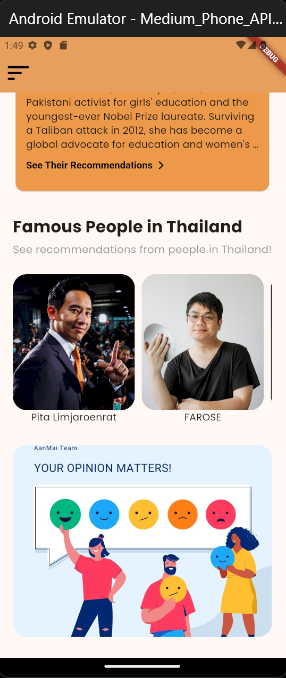 Android Emulator - Medium_Phone_API...
1:49
DEBUG
Pakistani activist for girls' education and the
youngest-ever Nobel Prize laureate. Surviving
a Taliban attack in 2012, she has become a
global advocate for education and women's ...
See Their Recommendations
Famous People in Thailand
See recommendations from people in Thailand!
Pita Limjaroenrat
FAROSE
AanMai Team
YOUR OPINION MATTERS!